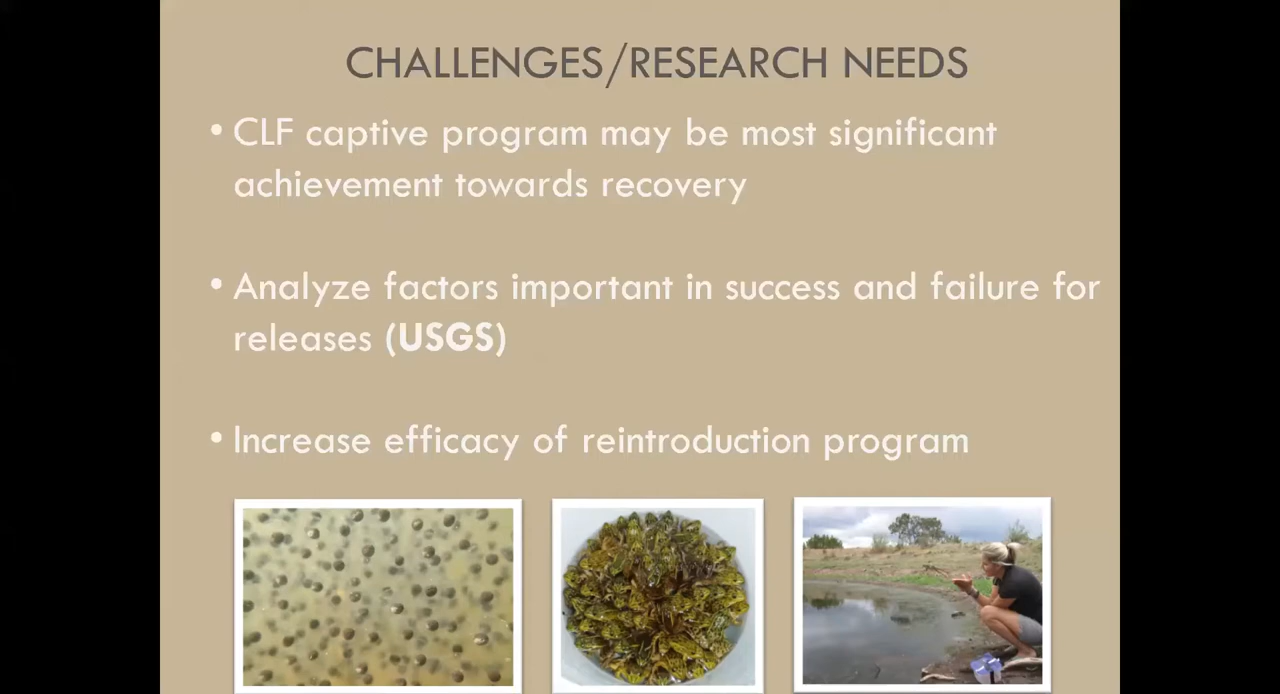 CHALLENGES/RESEARCH NEEDS
• CLF captive program may be most significant
achievement towards recovery
• Analyze factors important in success and failure for
releases (USGS)
• Increase efficacy of reintroduction program